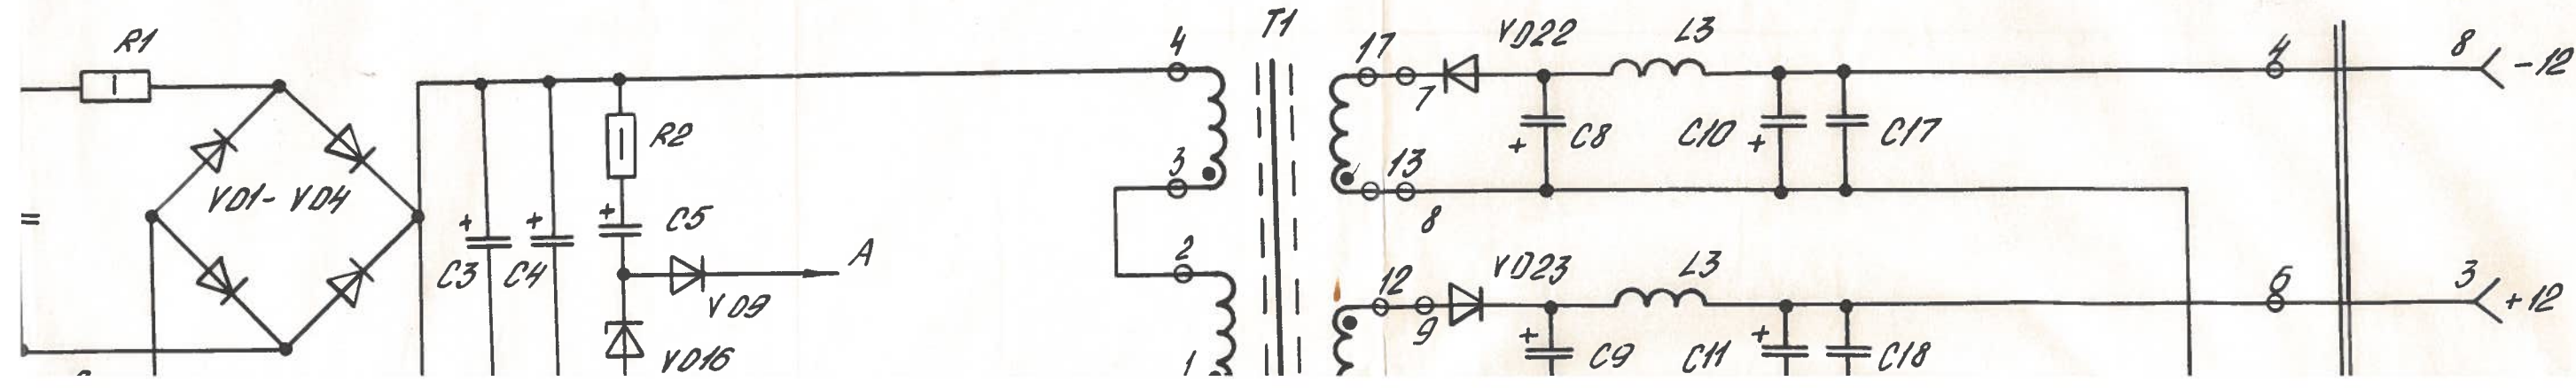 R1
VD1-VD4
=
+
C3
+
C4
R2
+
C5
VD9
A
VD16
4
3
2
1
T1
17
7
VD22
L3
+
C8
C10
+
C17
13
8
4
8
-12
12
9
VD23
L3
+
C9
C11
+
C18
6
3
+12